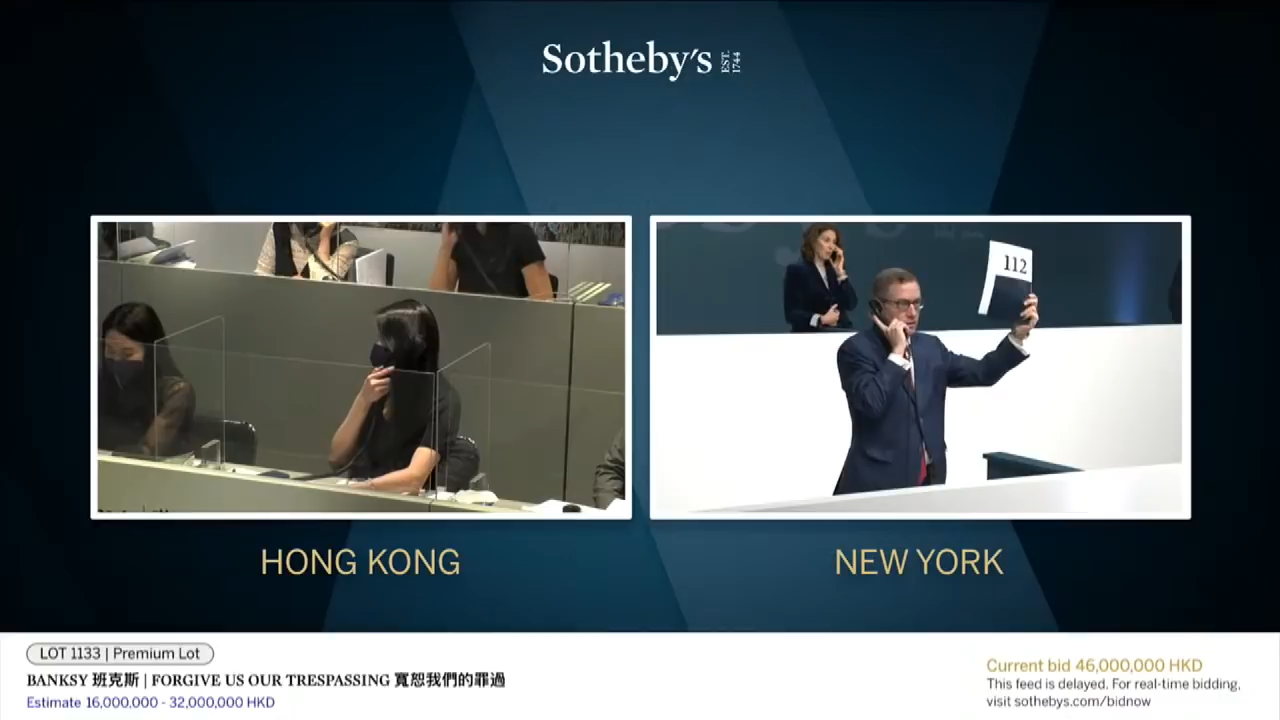 Sotheby's EST. 1744
112
HONG KONG
NEW YORK
LOT 1133 | Premium Lot
BANKSY 班克斯 | FORGIVE US OUR TRESPASSING 寬恕我們的罪過
Estimate 16,000,000 - 32,000,000 HKD
Current bid 46,000,000 HKD
This feed is delayed. For real-time bidding,
visit sothebys.com/bidnow